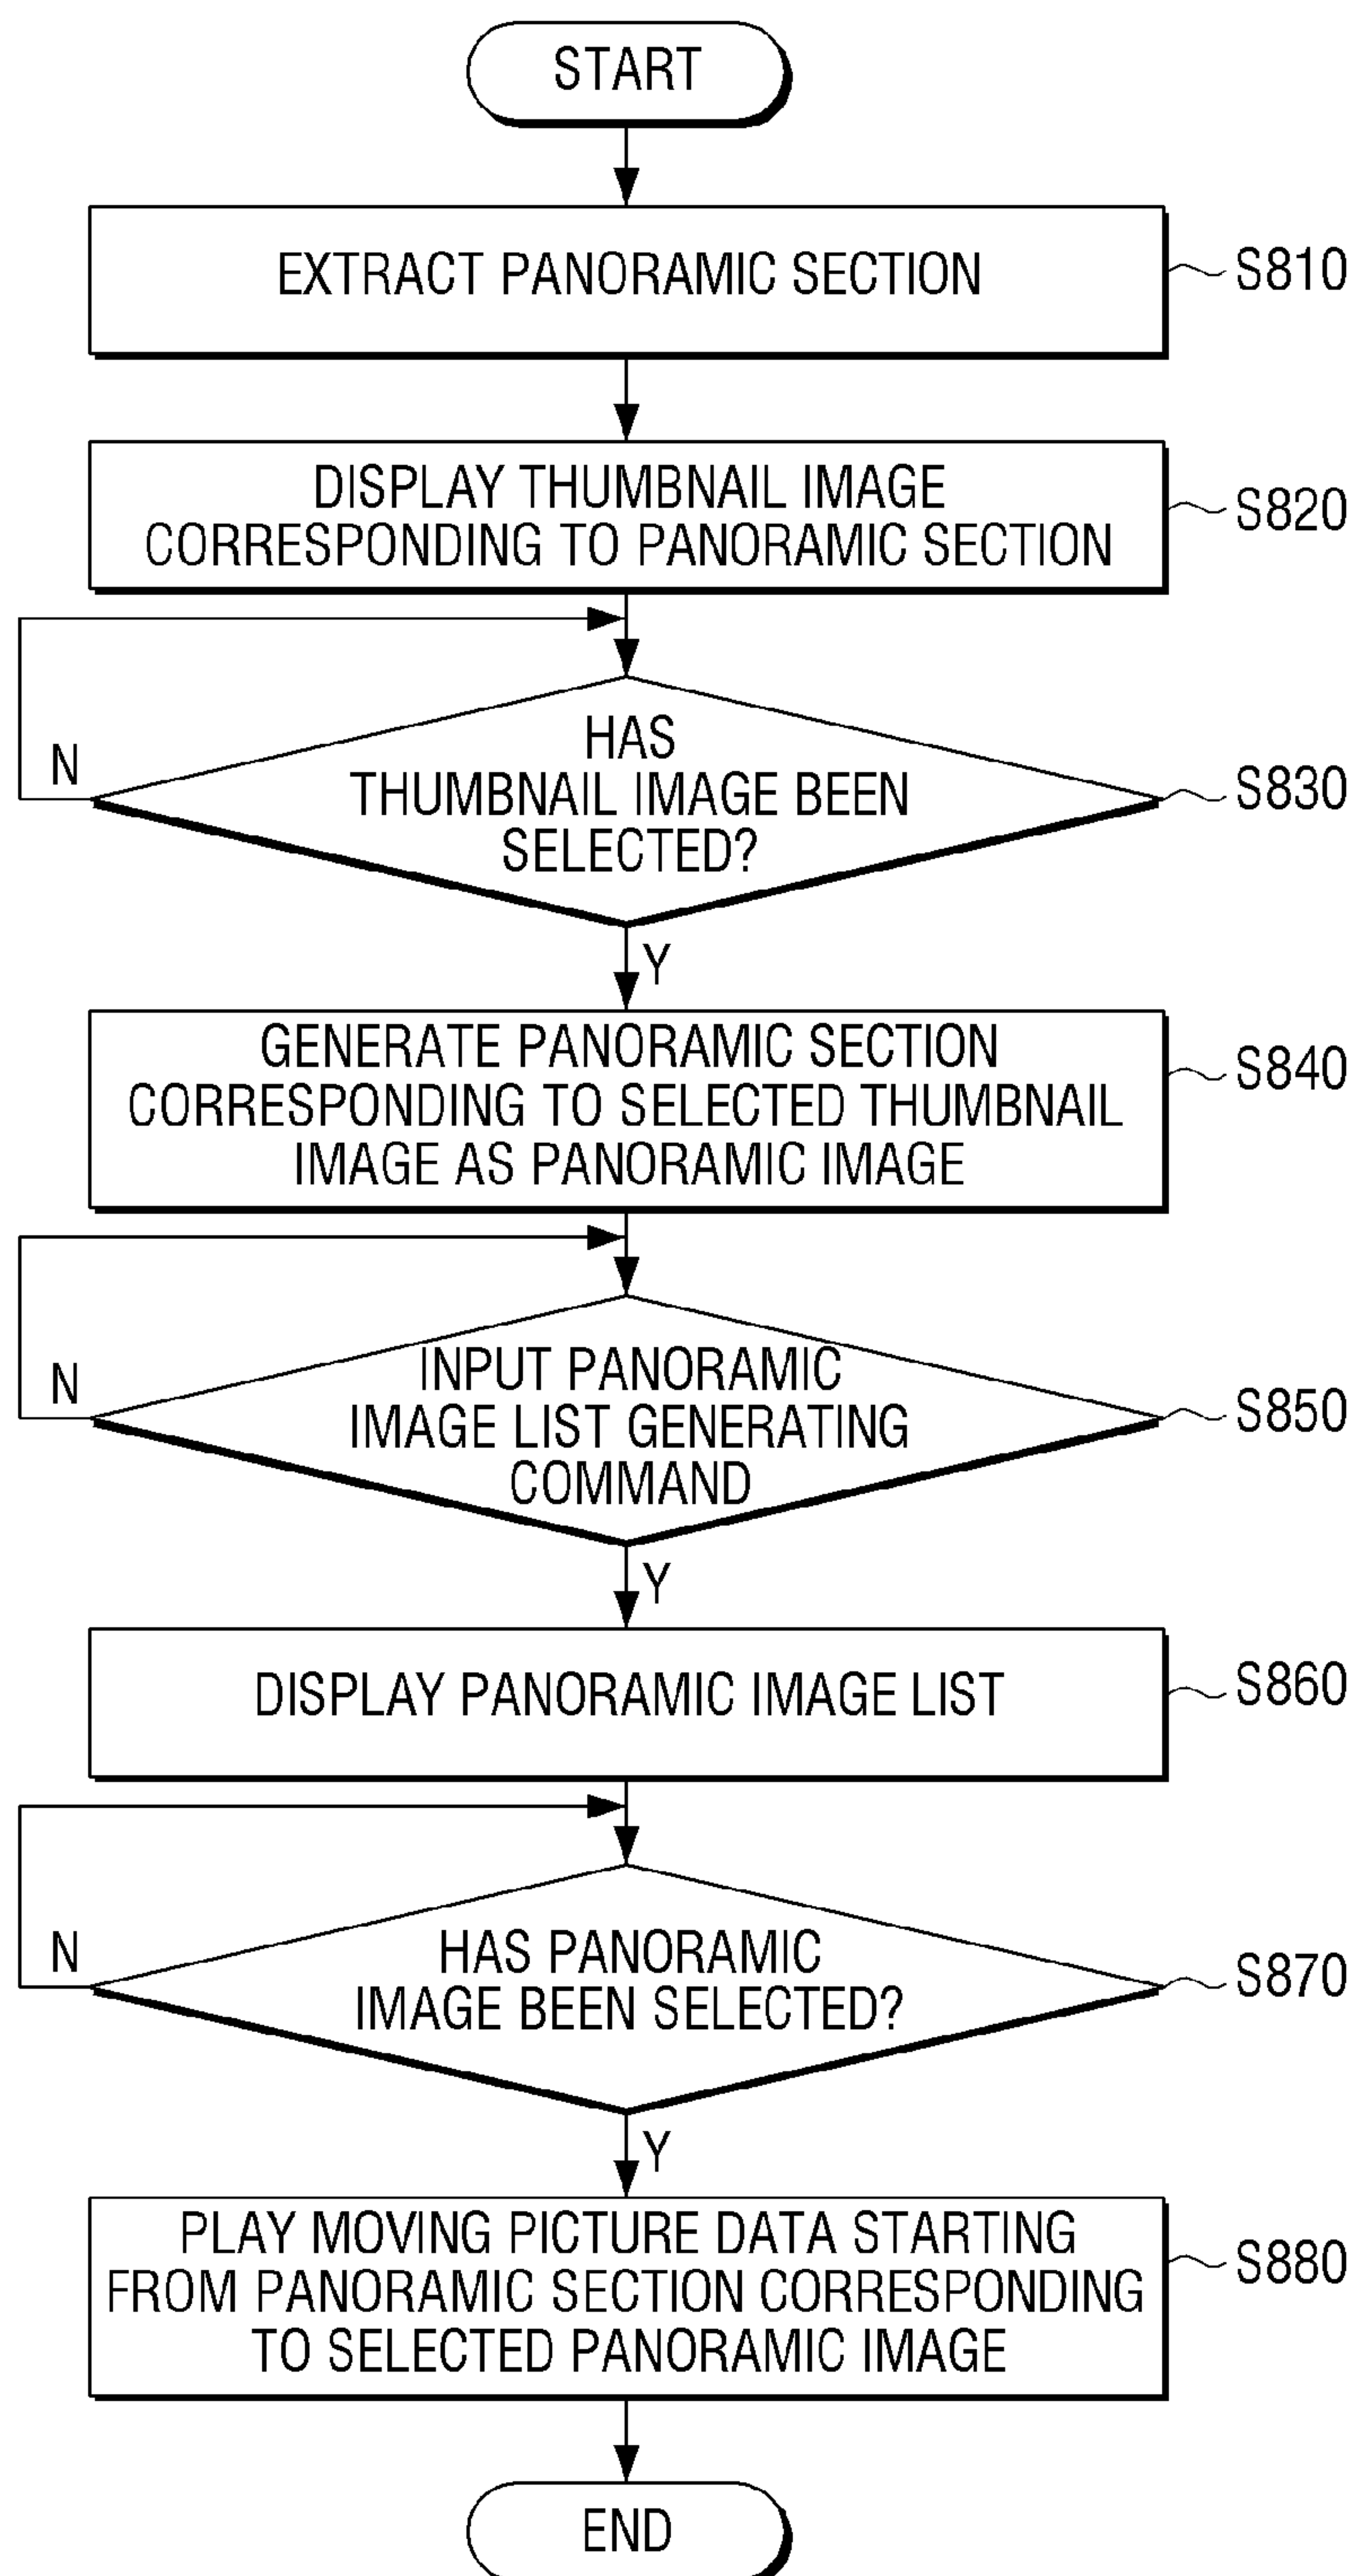 START
EXTRACT PANORAMIC SECTION
S810
DISPLAY THUMBNAIL IMAGE
CORRESPONDING TO PANORAMIC SECTION
S820
HAS
THUMBNAIL IMAGE BEEN
SELECTED?
S830
N
Y
GENERATE PANORAMIC SECTION
CORRESPONDING TO SELECTED THUMBNAIL
IMAGE AS PANORAMIC IMAGE
S840
INPUT PANORAMIC
IMAGE LIST GENERATING
COMMAND
S850
N
Y
DISPLAY PANORAMIC IMAGE LIST
S860
HAS PANORAMIC
IMAGE BEEN SELECTED?
S870
N
Y
PLAY MOVING PICTURE DATA STARTING
FROM PANORAMIC SECTION CORRESPONDING
TO SELECTED PANORAMIC IMAGE
S880
END